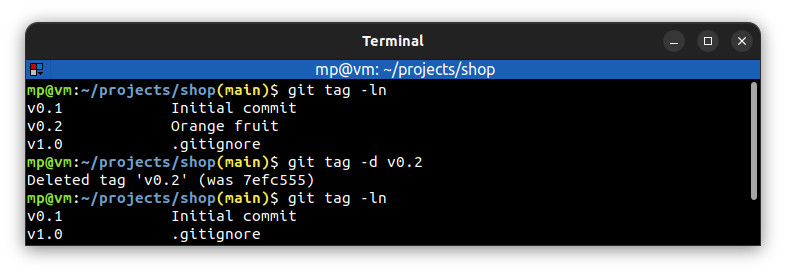 Terminal
mp@vm: ~/projects/shop
mp@vm:~/projects/shop(main)$ git tag -ln
v0.1            Initial commit
v0.2            Orange fruit
v1.0            .gitignore
mp@vm:~/projects/shop(main)$ git tag -d v0.2
Deleted tag 'v0.2' (was 7efc555)
mp@vm:~/projects/shop(main)$ git tag -ln
v0.1            Initial commit
v1.0            .gitignore